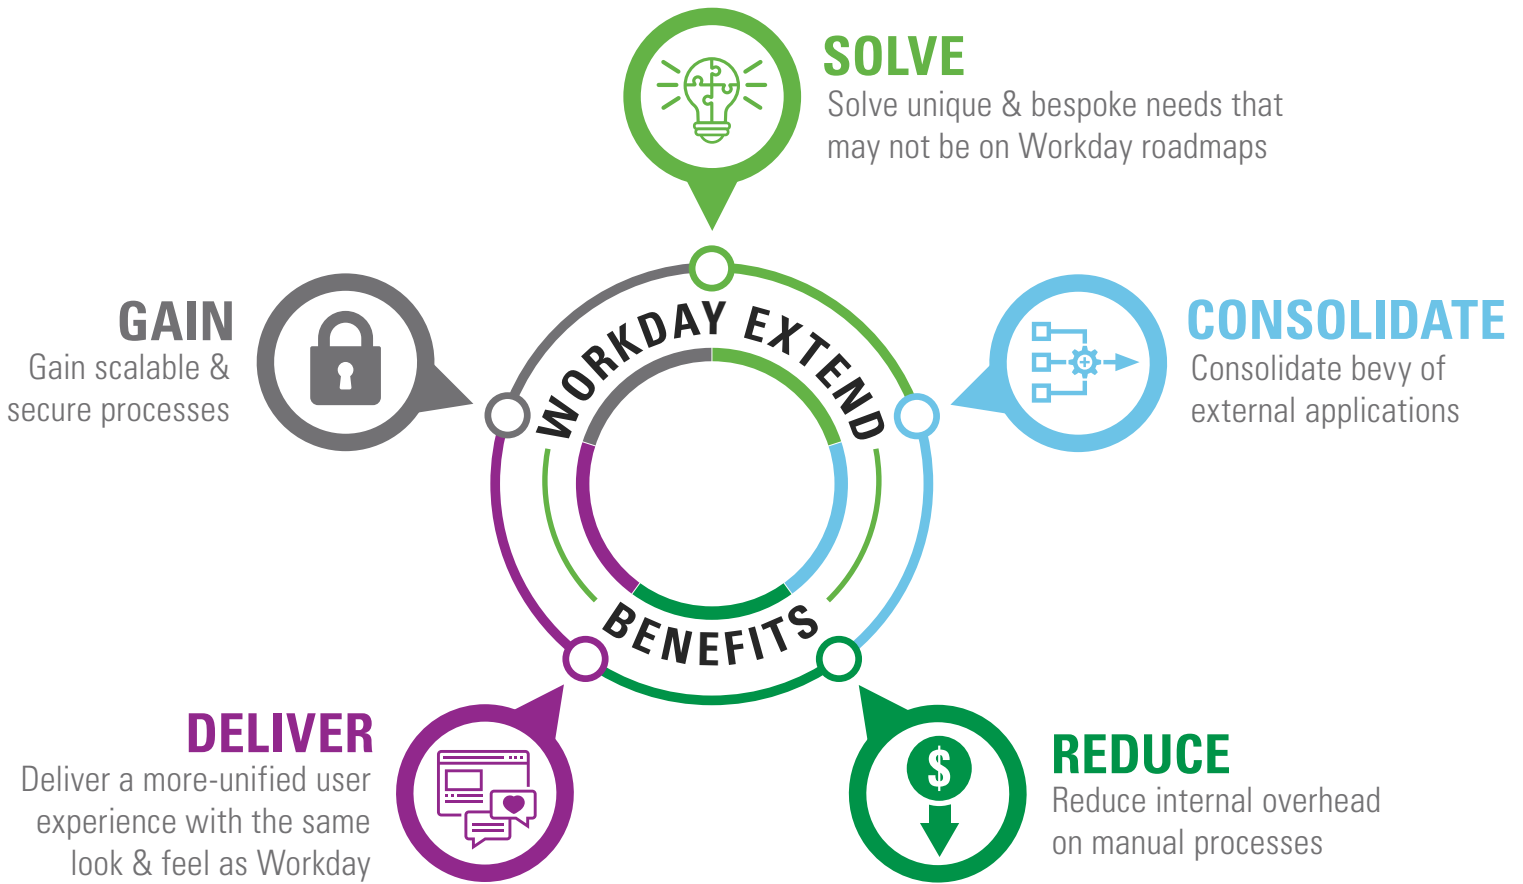 SOLVE
Solve unique & bespoke needs that
may not be on Workday roadmaps
CONSOLIDATE
Consolidate bevy of
external applications
REDUCE
$
Reduce internal overhead
on manual processes
DELIVER
Deliver a more-unified user
experience with the same
look & feel as Workday
GAIN
Gain scalable &
secure processes
WORKDAY EXTEND
BENEFITS